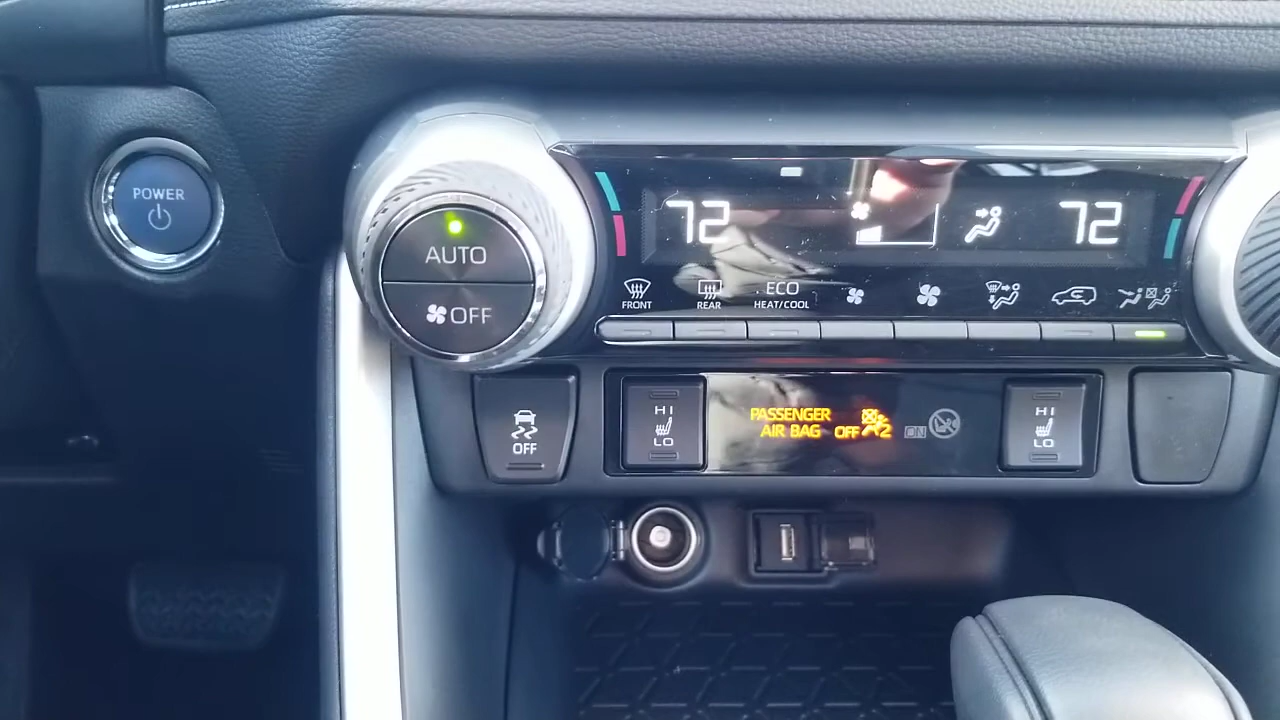 POWER
AUTO
OFF
72
72
FRONT
REAR
ECO
HEAT/COOL
OFF
HI
LO
PASSENGER
AIR BAG OFF 2
ON
HI
LO